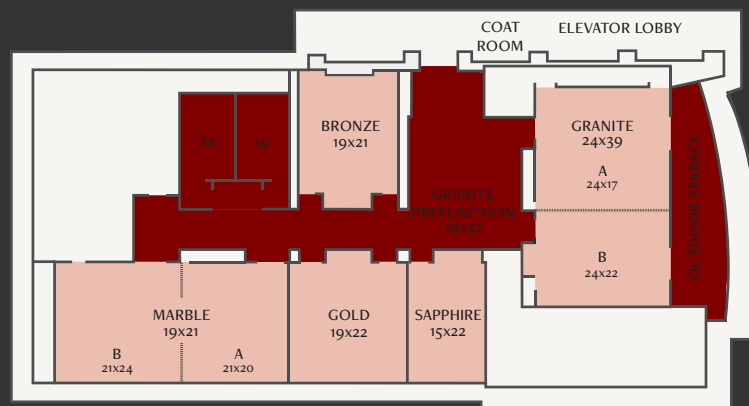 COAT
ROOM
ELEVATOR LOBBY
M
W
BRONZE
19x21
GRANITE
24x39
A
24x17
GRANITE
PREFUNCTION
19x32
OUTDOOR TERRACE
B
24x22
MARBLE
19x21
B
21x24
A
21x20
GOLD
19x22
SAPPHIRE
15x22